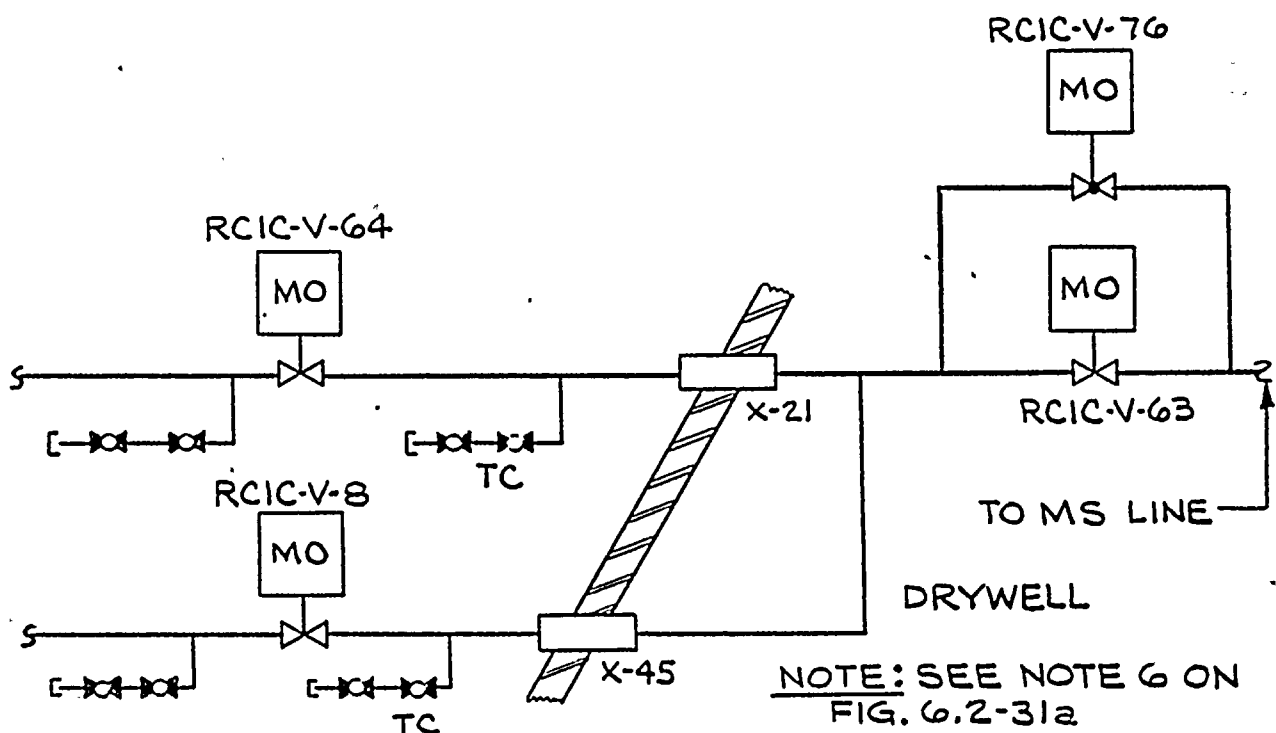 RCIC-V-76
MO
RCIC-V-64
MO
MO
X-21
RCIC-V-63
TC
RCIC-V-8
MO
TO MS LINE
DRYWELL
X-45
TC
NOTE: SEE NOTE 6 ON
FIG. 6.2-31a